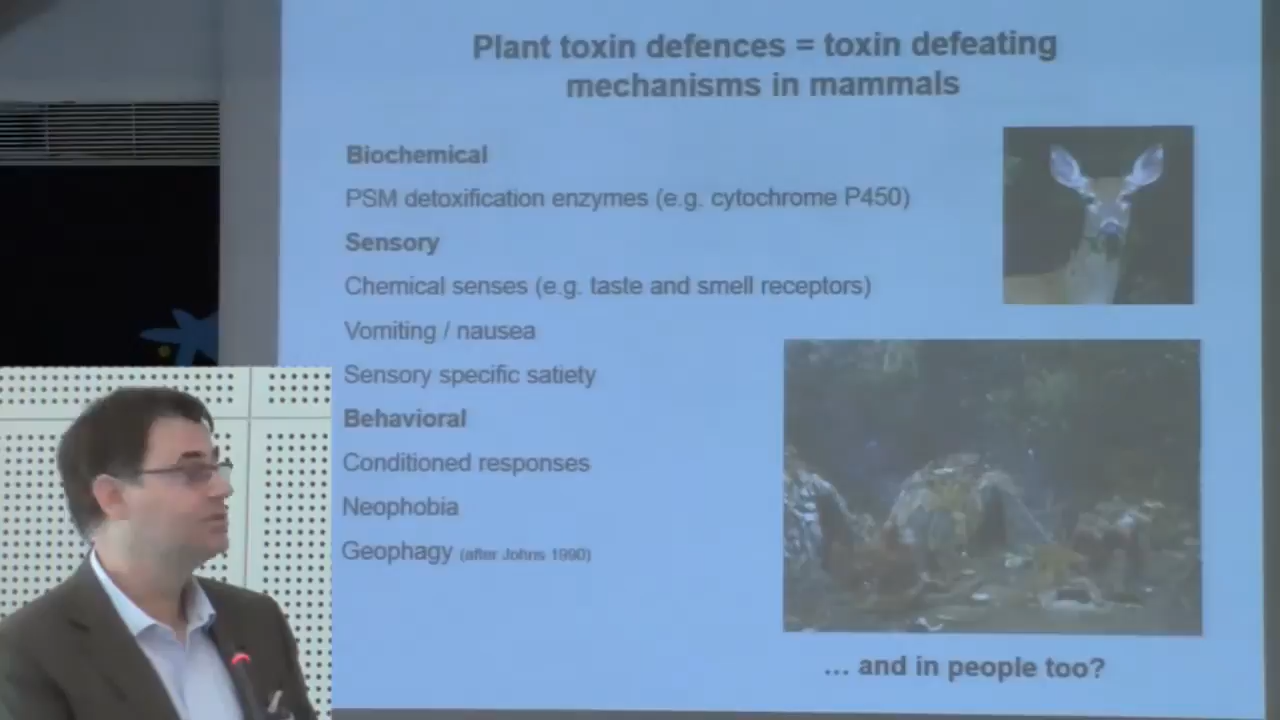 Plant toxin defences = toxin defeating
mechanisms in mammals
Biochemical
PSM detoxification enzymes (e.g. cytochrome P450)
Sensory
Chemical senses (e.g. taste and smell receptors)
Vomiting / nausea
Sensory specific satiety
Behavioral
Conditioned responses
Neophobia
Geophagy (after Johns 1990)
... and in people too?